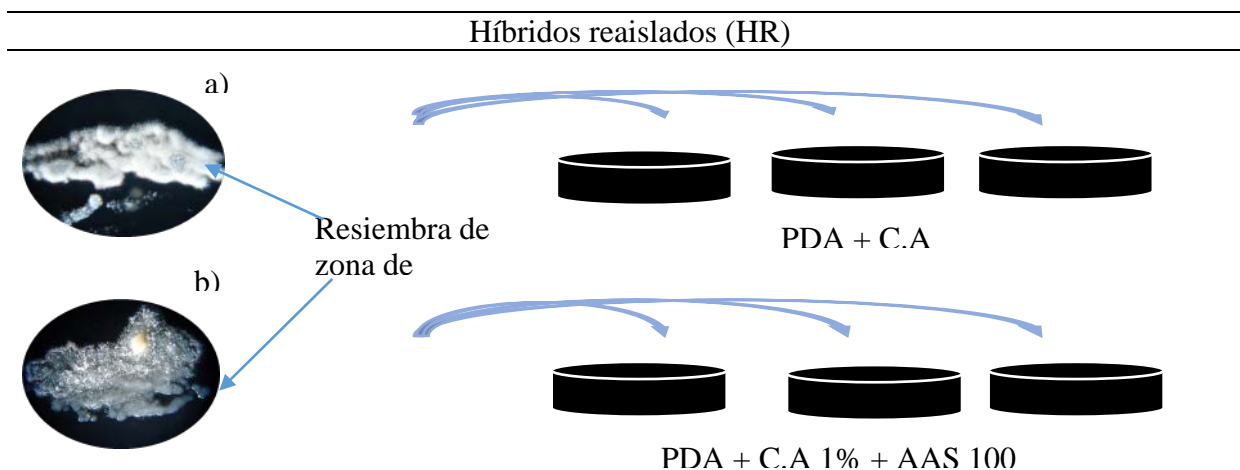 Híbridos reaislados (HR)
a)
Resiembra de
zona de
PDA + C.A
b)
PDA + C.A 1% + AAS 100